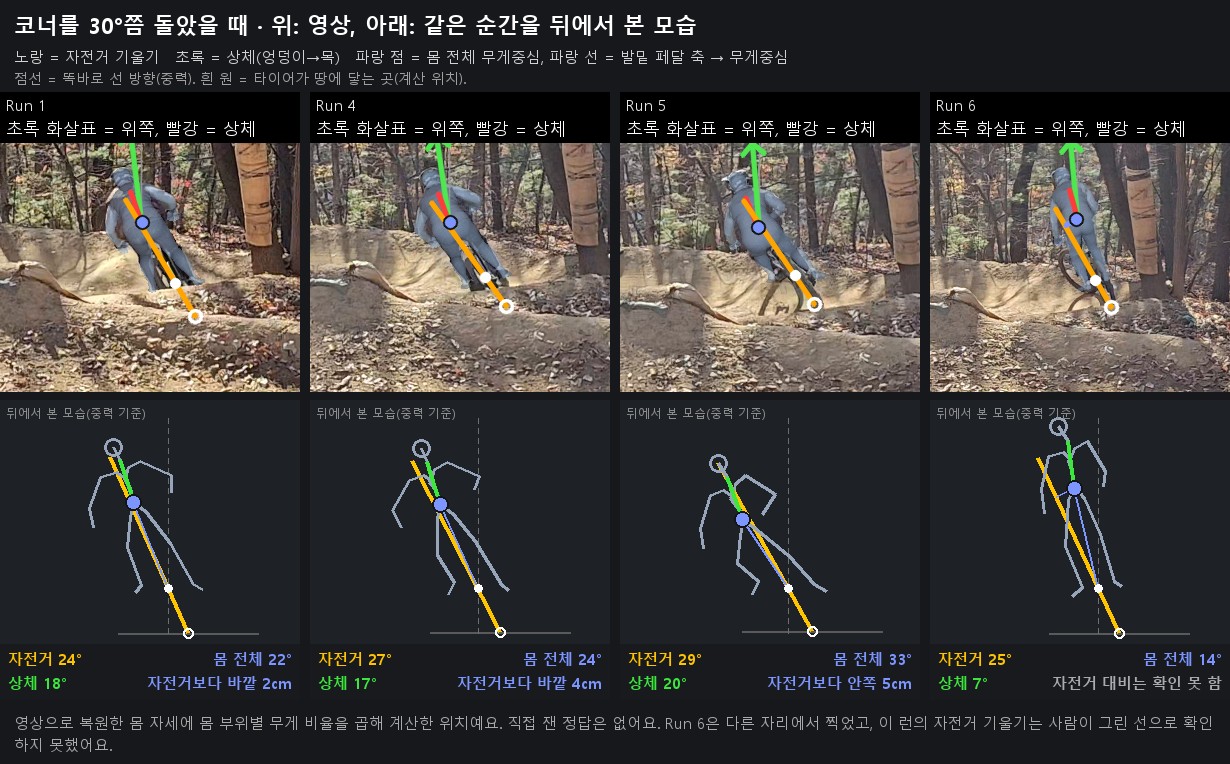 코너를 30°쯤 돌았을 때 · 위: 영상, 아래: 같은 순간을 뒤에서 본 모습
노랑 = 자전거 기울기 초록 = 상체(엉덩이→목) 파랑 점 = 몸 전체 무게중심, 파랑 선 = 발밑 페달 축 → 무게중심
점선 = 똑바로 선 방향(중력). 흰 원 = 타이어가 땅에 닿는 곳(계산 위치).
Run 1
초록 화살표 = 위쪽, 빨강 = 상체
Run 4
초록 화살표 = 위쪽, 빨강 = 상체
Run 5
초록 화살표 = 위쪽, 빨강 = 상체
Run 6
초록 화살표 = 위쪽, 빨강 = 상체
뒤에서 본 모습(중력 기준)
자전거 24° 몸 전체 22°
상체 18° 자전거보다 바깥 2cm
뒤에서 본 모습(중력 기준)
자전거 27° 몸 전체 24°
상체 17° 자전거보다 바깥 4cm
뒤에서 본 모습(중력 기준)
자전거 29° 몸 전체 33°
상체 20° 자전거보다 안쪽 5cm
뒤에서 본 모습(중력 기준)
자전거 25° 몸 전체 14°
상체 7° 자전거 대비는 확인 못 함
영상으로 복원한 몸 자세에 몸 부위별 무게 비율을 곱해 계산한 위치예요. 직접 잰 정답은 없어요. Run 6은 다른 자리에서 찍었고, 이 런의 자전거 기울기는 사람이 그린 선으로 확인
하지 못했어요.